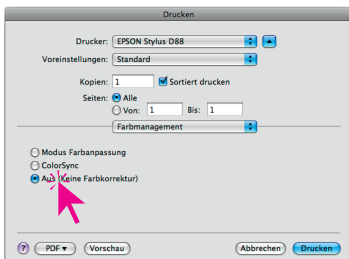 Drucken
Drucker: EPSON Stylus D88
Voreinstellungen: Standard
Kopien: 1 Sortiert drucken
Seiten: Alle
Von: 1 Bis: 1
Farbmanagement
Modus Farbanpassung
ColorSync
Aus (Keine Farbkorrektur)
? PDF ▾ Vorschau Abbrechen Drucken